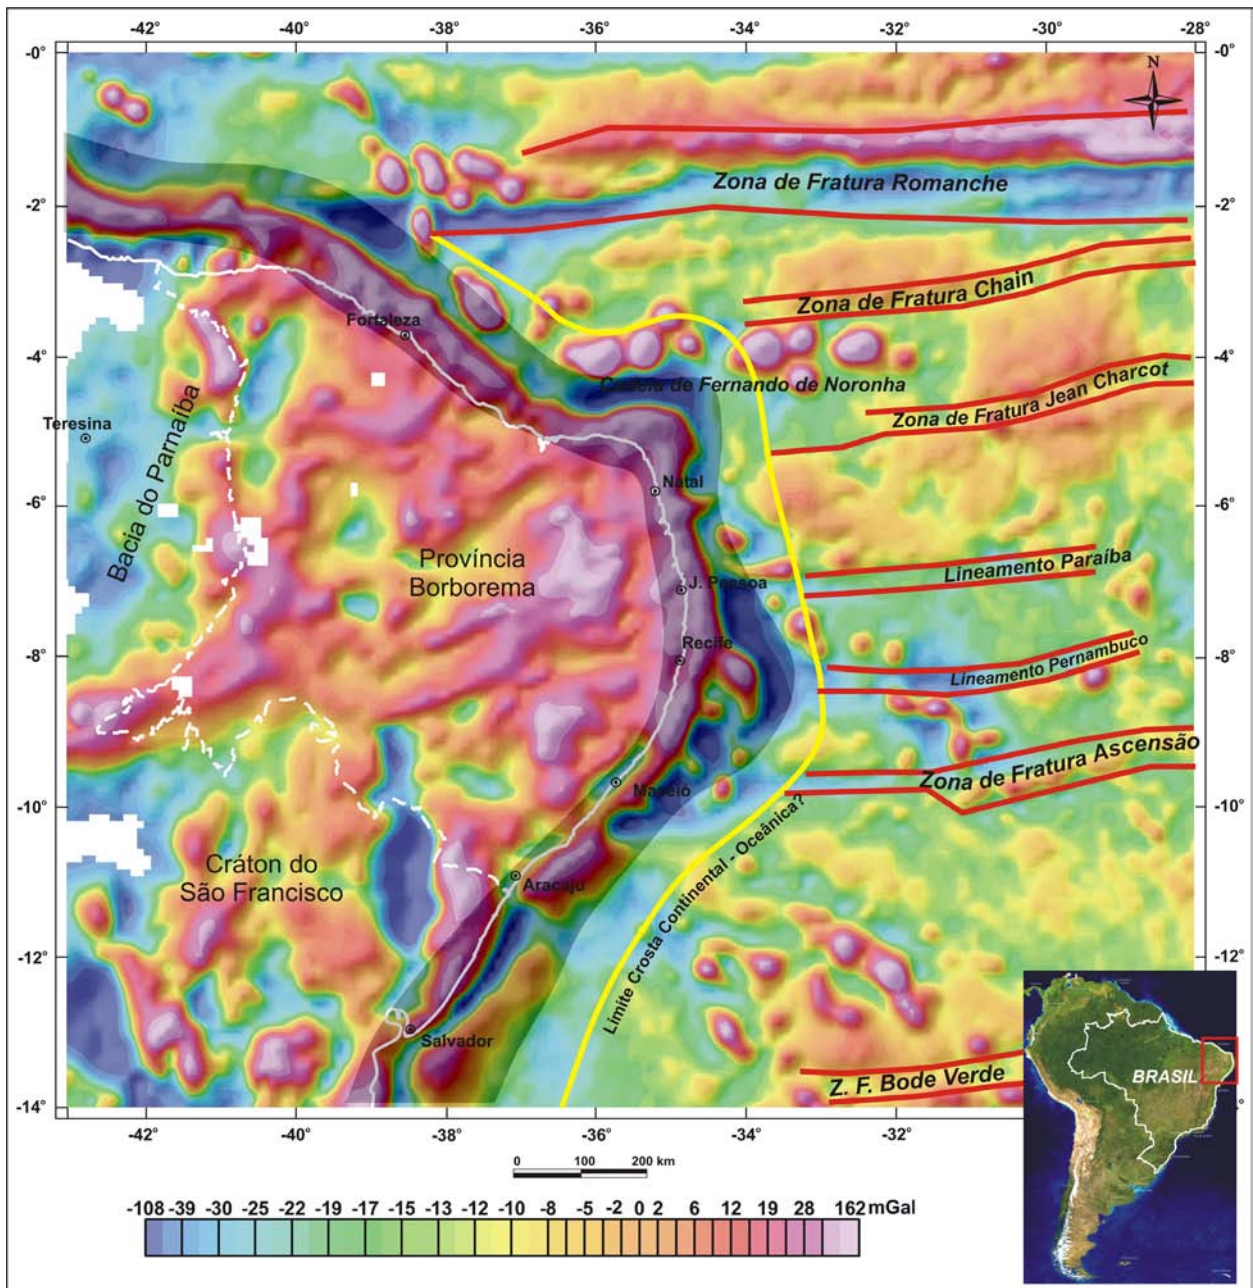 -42° -40° -38° -36° -34° -32° -30° -28°
-0° -0°
N
Zona de Fratura Romanche
-2° -2°
Zona de Fratura Chain
Fortaleza
-4° -4°
Cadeia de Fernando de Noronha
Zona de Fratura Jean Charcot
Teresina
Bacia do Parnaíba
Natal
-6° -6°
Província
Borborema
Lineamento Paraíba
J. Pessoa
Recife
-8° -8°
Lineamento Pernambuco
Zona de Fratura Ascensão
Maceió
-10° -10°
Limite Crosta Continental - Oceânica?
Cráton do
São Francisco
Aracaju
-12° -12°
Salvador
Z. F. Bode Verde
BRASIL
-14°
-42° -40° -38° -36° -34° -32°
0 100 200 km
-108 -39 -30 -25 -22 -19 -17 -15 -13 -12 -10 -8 -5 -2 0 2 6 12 19 28 162 mGal